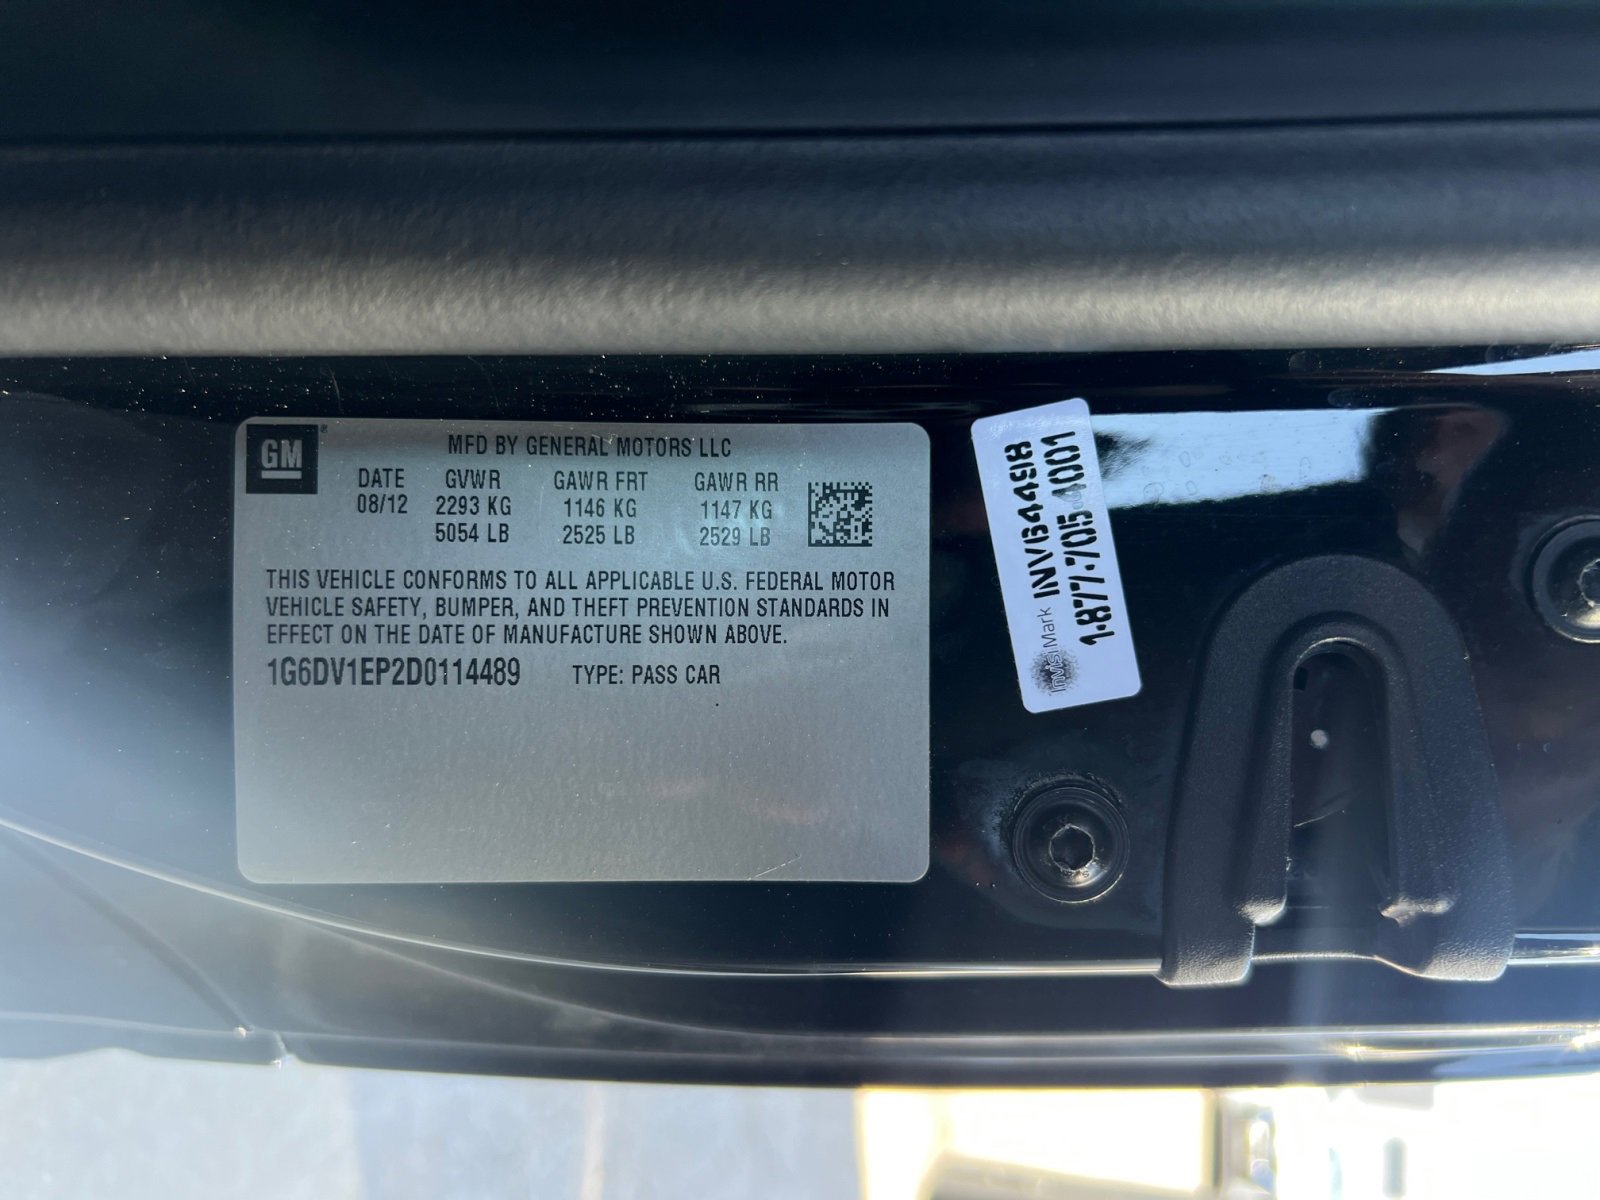 GM®
MFD BY GENERAL MOTORS LLC
DATE GVWR GAWR FRT GAWR RR
08/12 2293 KG 1146 KG 1147 KG
5054 LB 2525 LB 2529 LB
THIS VEHICLE CONFORMS TO ALL APPLICABLE U.S. FEDERAL MOTOR
VEHICLE SAFETY, BUMPER, AND THEFT PREVENTION STANDARDS IN
EFFECT ON THE DATE OF MANUFACTURE SHOWN ABOVE.
1G6DV1EP2D0114489 TYPE: PASS CAR
InvisiMark INV64498
1-877-705-4001